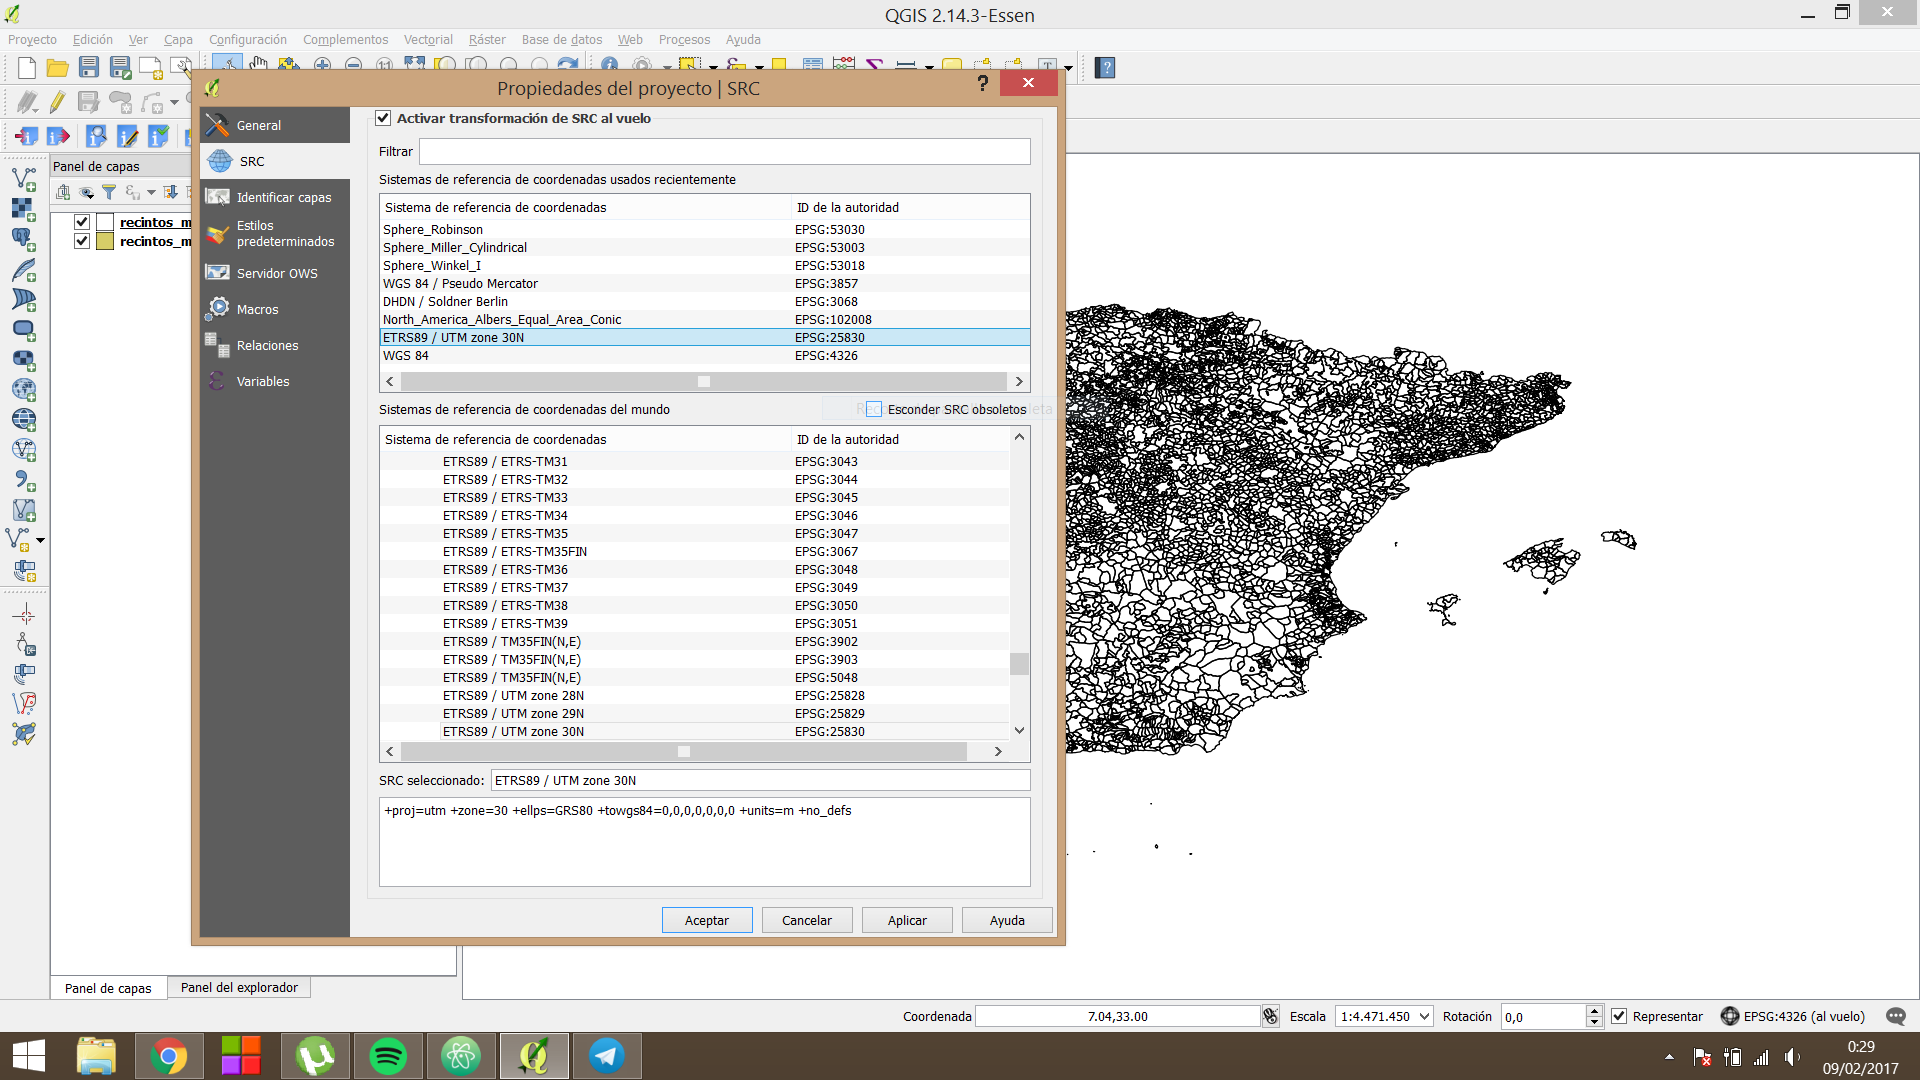 QGIS 2.14.3-Essen
Proyecto Edición Ver Capa Configuración Complementos Vectorial Ráster Base de datos Web Procesos Ayuda
Propiedades del proyecto | SRC
General
SRC
Identificar capas
Estilos
predeterminados
Servidor OWS
Macros
Relaciones
Variables
Panel de capas
recintos_m
recintos_m
Activar transformación de SRC al vuelo
Filtrar
Sistemas de referencia de coordenadas usados recientemente
Sistema de referencia de coordenadas ID de la autoridad
Sphere_Robinson EPSG:53030
Sphere_Miller_Cylindrical EPSG:53003
Sphere_Winkel_I EPSG:53018
WGS 84 / Pseudo Mercator EPSG:3857
DHDN / Soldner Berlin EPSG:3068
North_America_Albers_Equal_Area_Conic EPSG:102008
ETRS89 / UTM zone 30N EPSG:25830
WGS 84 EPSG:4326
Sistemas de referencia de coordenadas del mundo Esconder SRC obsoletos
Sistema de referencia de coordenadas ID de la autoridad
ETRS89 / ETRS-TM31 EPSG:3043
ETRS89 / ETRS-TM32 EPSG:3044
ETRS89 / ETRS-TM33 EPSG:3045
ETRS89 / ETRS-TM34 EPSG:3046
ETRS89 / ETRS-TM35 EPSG:3047
ETRS89 / ETRS-TM35FIN EPSG:3067
ETRS89 / ETRS-TM36 EPSG:3048
ETRS89 / ETRS-TM37 EPSG:3049
ETRS89 / ETRS-TM38 EPSG:3050
ETRS89 / ETRS-TM39 EPSG:3051
ETRS89 / TM35FIN(N,E) EPSG:3902
ETRS89 / TM35FIN(N,E) EPSG:3903
ETRS89 / TM35FIN(N,E) EPSG:5048
ETRS89 / UTM zone 28N EPSG:25828
ETRS89 / UTM zone 29N EPSG:25829
ETRS89 / UTM zone 30N EPSG:25830
SRC seleccionado: ETRS89 / UTM zone 30N
+proj=utm +zone=30 +ellps=GRS80 +towgs84=0,0,0,0,0,0,0 +units=m +no_defs
Aceptar Cancelar Aplicar Ayuda
Panel de capas Panel del explorador
Coordenada 7.04,33.00 Escala 1:4.471.450 Rotación 0,0 Representar EPSG:4326 (al vuelo)
0:29
09/02/2017